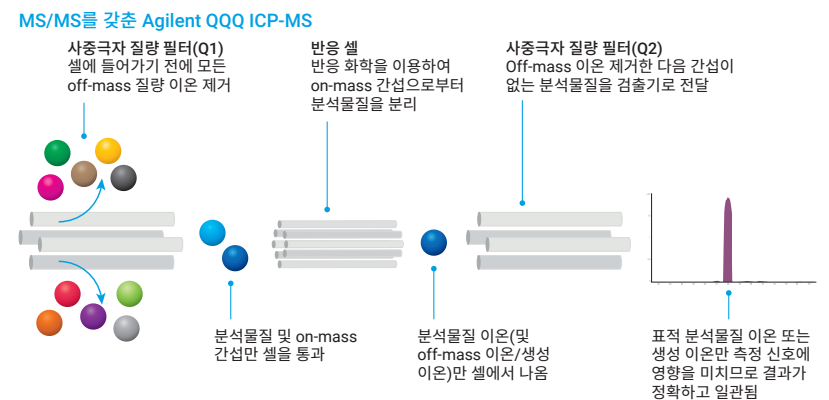 MS/MS를 갖춘 Agilent QQQ ICP-MS
사중극자 질량 필터(Q1)
셀에 들어가기 전에 모든
off-mass 질량 이온 제거
반응 셀
반응 화학을 이용하여
on-mass 간섭으로부터
분석물질을 분리
사중극자 질량 필터(Q2)
Off-mass 이온 제거한 다음 간섭이
없는 분석물질을 검출기로 전달
분석물질 및 on-mass
간섭만 셀을 통과
분석물질 이온(및
off-mass 이온/생성
이온)만 셀에서 나옴
표적 분석물질 이온 또는
생성 이온만 측정 신호에
영향을 미치므로 결과가
정확하고 일관됨